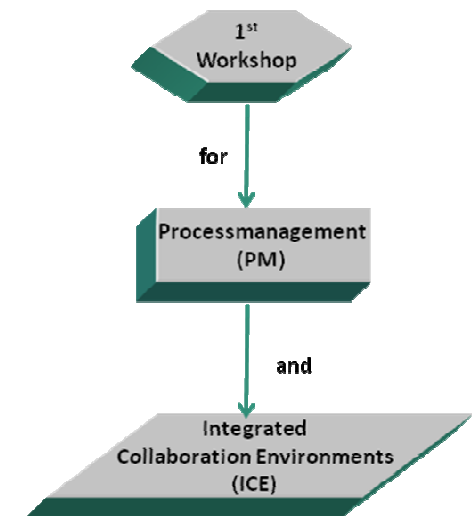 1st
Workshop
for
Processmanagement
(PM)
and
Integrated
Collaboration Environments
(ICE)